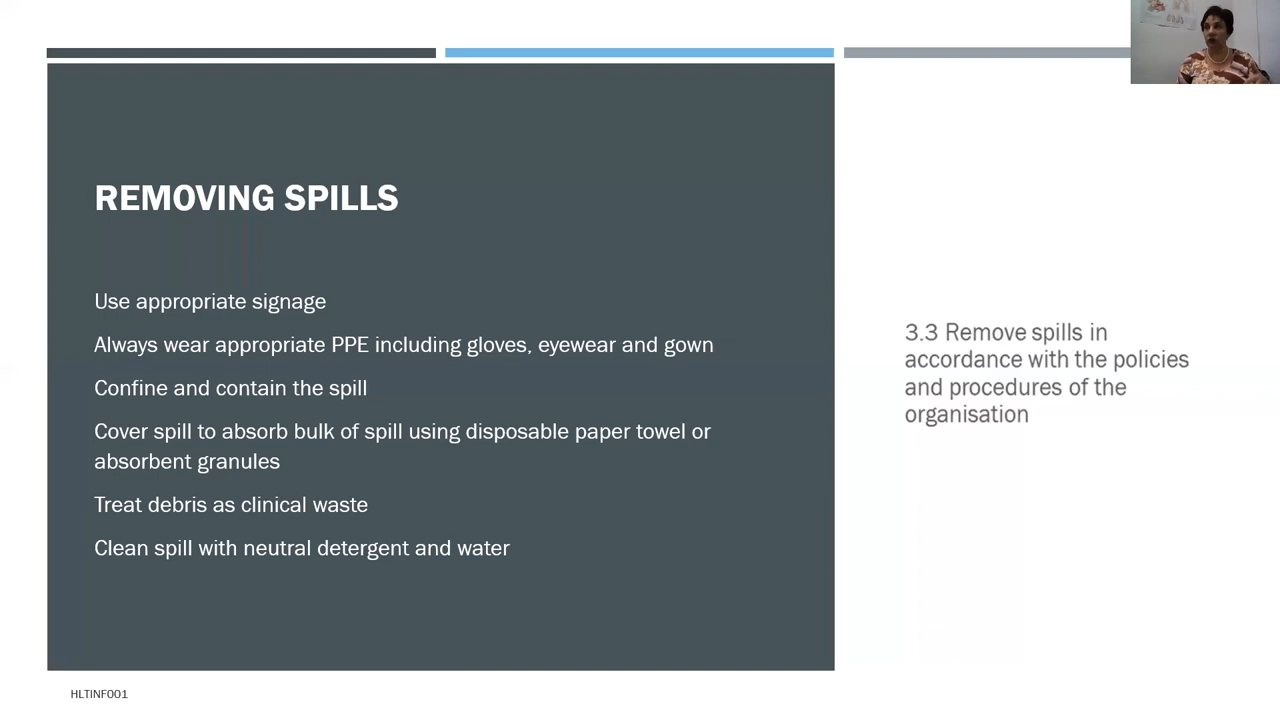 REMOVING SPILLS
Use appropriate signage
Always wear appropriate PPE including gloves, eyewear and gown
Confine and contain the spill
Cover spill to absorb bulk of spill using disposable paper towel or
absorbent granules
Treat debris as clinical waste
Clean spill with neutral detergent and water
3.3 Remove spills in
accordance with the policies
and procedures of the
organisation
HLTINF001